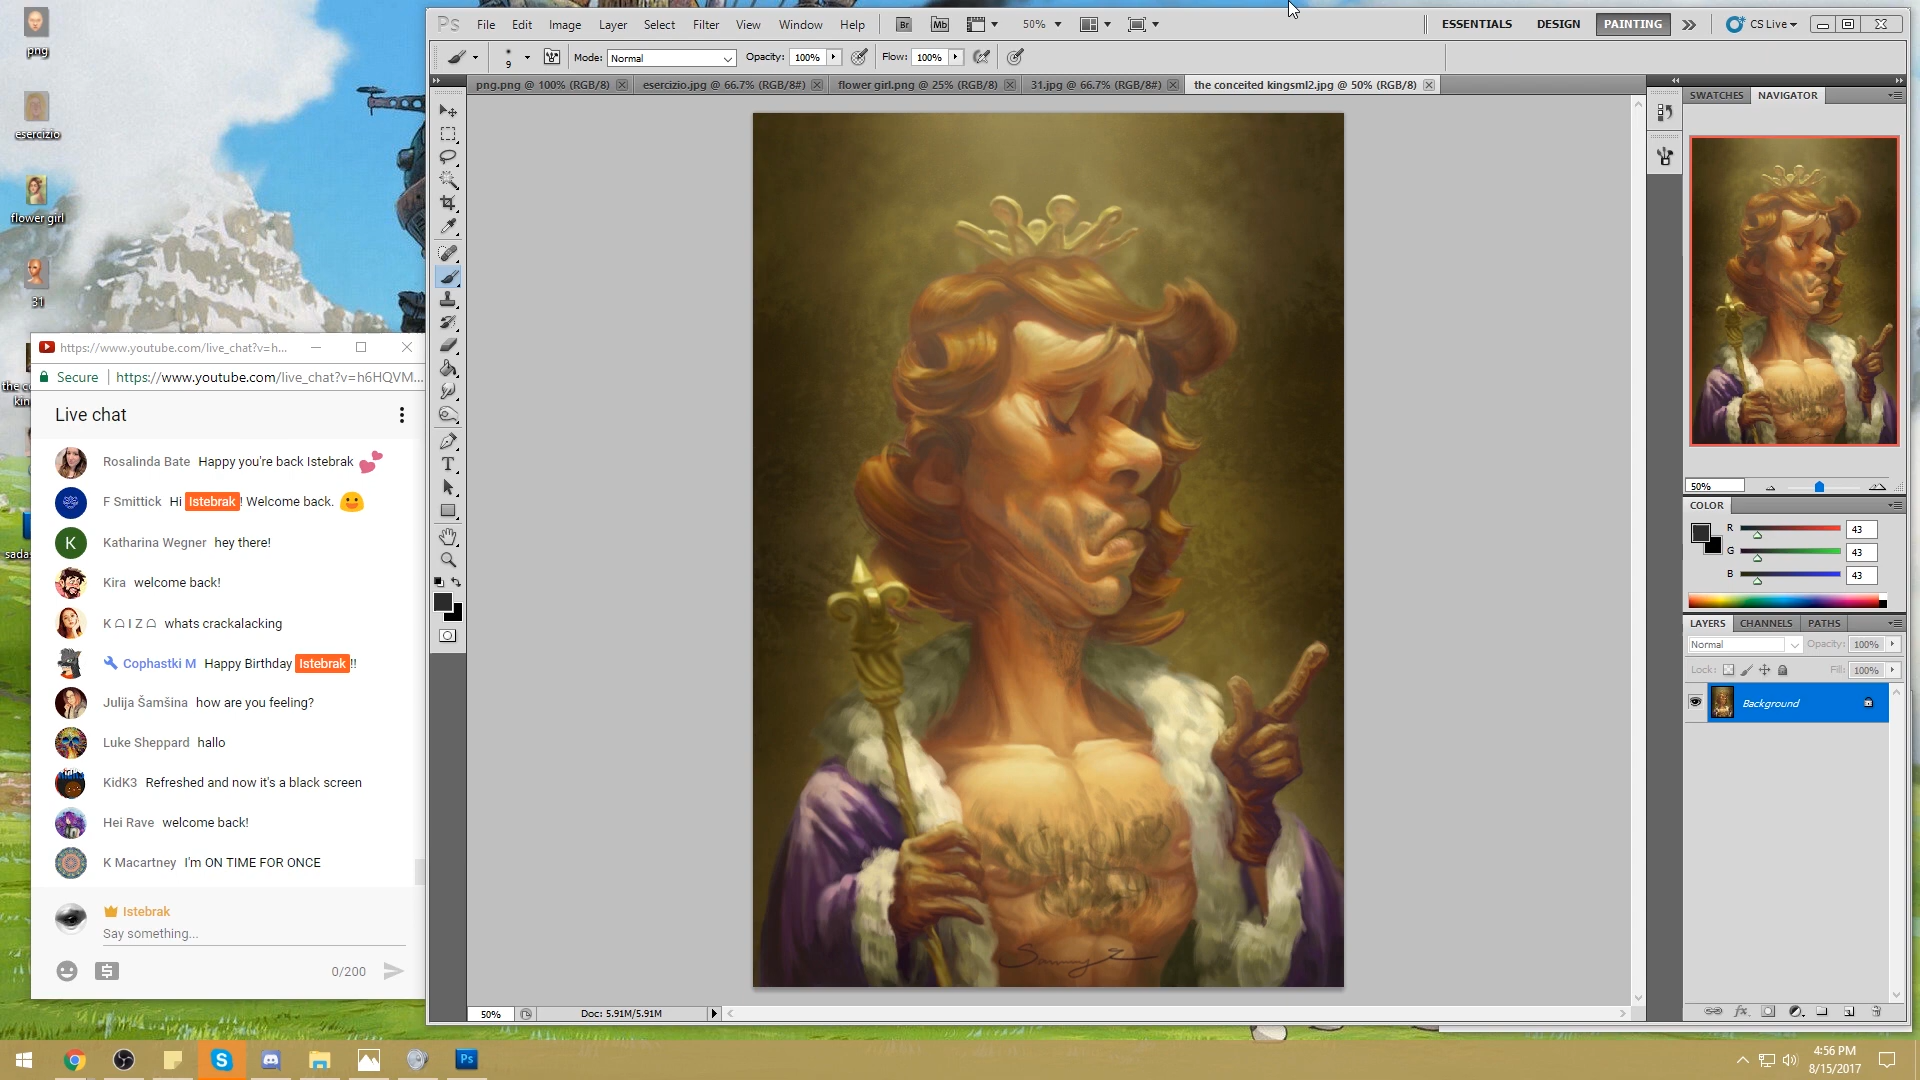 png
esercizio
flower girl
31
Ps File Edit Image Layer Select Filter View Window Help Br Mb 50% ESSENTIALS DESIGN PAINTING CS Live
9 Mode: Normal Opacity: 100% Flow: 100%
png.png @ 100% (RGB/8) esercizio.jpg @ 66.7% (RGB/8#) flower girl.png @ 25% (RGB/8) 31.jpg @ 66.7% (RGB/8#) the conceited kingsml2.jpg @ 50% (RGB/8)
SWATCHES NAVIGATOR
50%
COLOR
R 43
G 43
B 43
LAYERS CHANNELS PATHS
Normal Opacity: 100%
Lock: Fill: 100%
Background
fx
https://www.youtube.com/live_chat?v=h...
Secure https://www.youtube.com/live_chat?v=h6HQVM...
Live chat
Rosalinda Bate Happy you're back Istebrak
F Smittick Hi Istebrak! Welcome back.
K Katharina Wegner hey there!
Kira welcome back!
K ᗝ I Z ᗝ whats crackalacking
Cophastki M Happy Birthday Istebrak!!
Julija Šamšina how are you feeling?
Luke Sheppard hallo
KidK3 Refreshed and now it's a black screen
Hei Rave welcome back!
K Macartney I'm ON TIME FOR ONCE
Istebrak
Say something...
0/200
50% Doc: 5.91M/5.91M
4:56 PM
8/15/2017